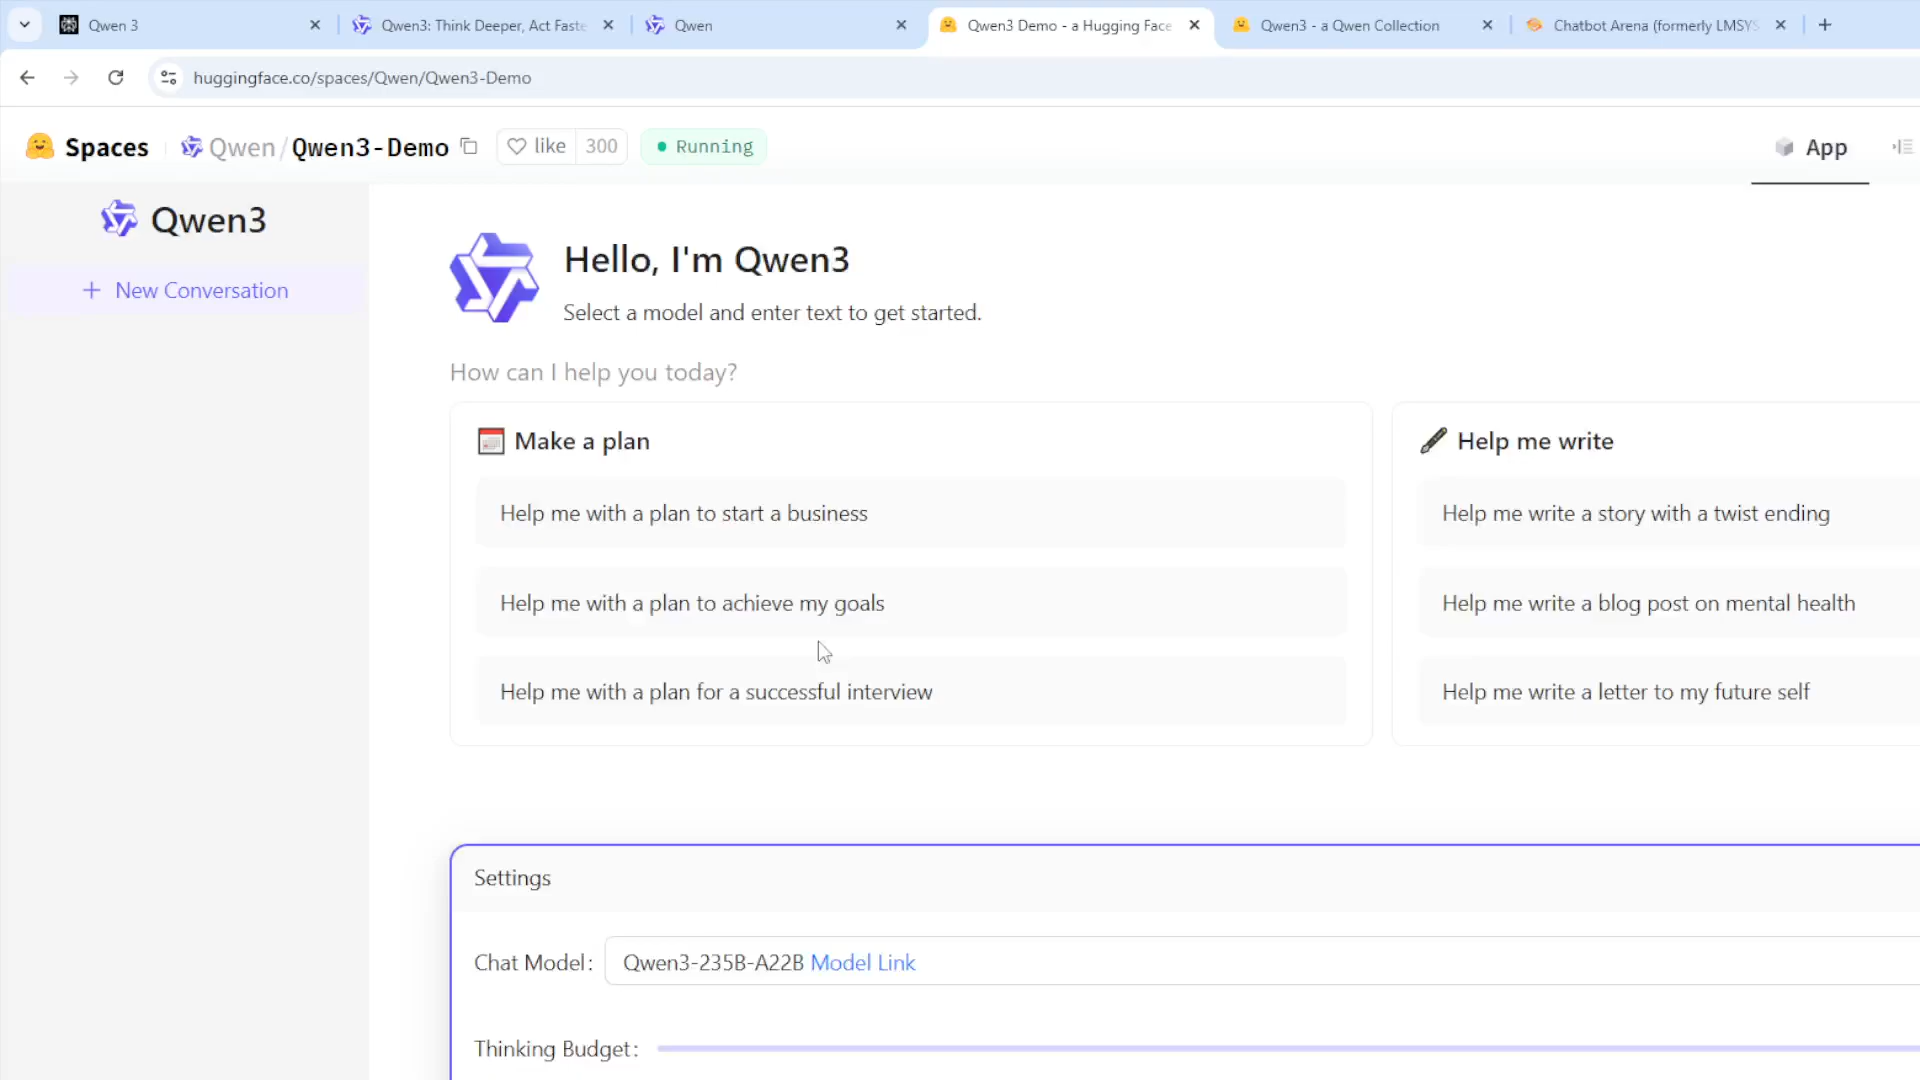 Qwen 3
Qwen3: Think Deeper, Act Faste
Qwen
Qwen3 Demo - a Hugging Face
Qwen3 - a Qwen Collection
Chatbot Arena (formerly LMSYS
huggingface.co/spaces/Qwen/Qwen3-Demo
Spaces
Qwen/Qwen3-Demo
like 300
Running
App
Qwen3
+ New Conversation
Hello, I'm Qwen3
Select a model and enter text to get started.
How can I help you today?
Make a plan
Help me with a plan to start a business
Help me with a plan to achieve my goals
Help me with a plan for a successful interview
Help me write
Help me write a story with a twist ending
Help me write a blog post on mental health
Help me write a letter to my future self
Settings
Chat Model: Qwen3-235B-A22B Model Link
Thinking Budget: